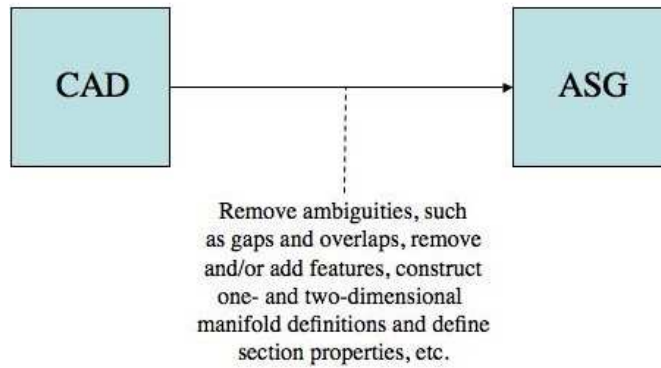 CAD
ASG
Remove ambiguities, such
as gaps and overlaps, remove
and/or add features, construct
one- and two-dimensional
manifold definitions and define
section properties, etc.